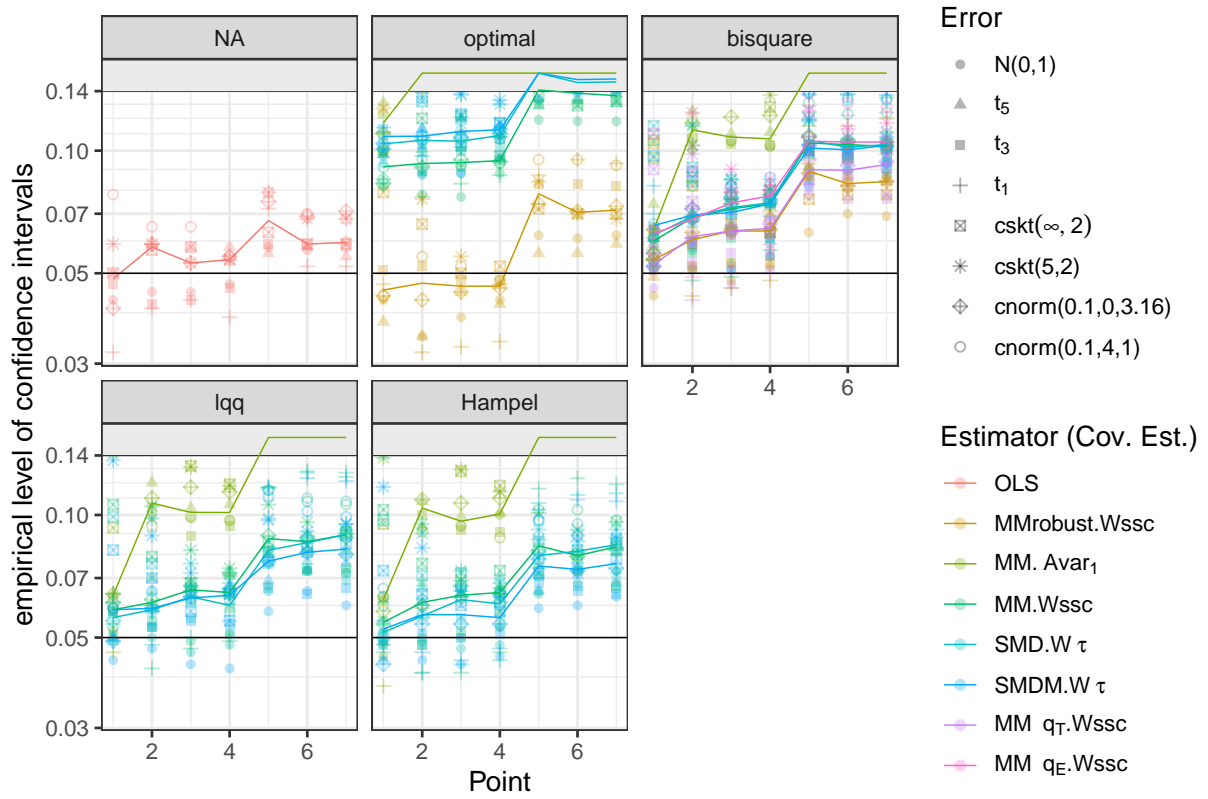 NA
optimal
bisquare
0.14
0.10
0.07
0.05
0.03
2
4
6
lqq
Hampel
0.14
0.10
0.07
0.05
0.03
2
4
6
2
4
6
Point
empirical level of confidence intervals
Error
N(0,1)
t5
t3
t1
cskt(∞, 2)
cskt(5,2)
cnorm(0.1,0,3.16)
cnorm(0.1,4,1)
Estimator (Cov. Est.)
OLS
MMrobust.Wssc
MM. Avar1
MM.Wssc
SMD.W τ
SMDM.W τ
MM qT.Wssc
MM qE.Wssc